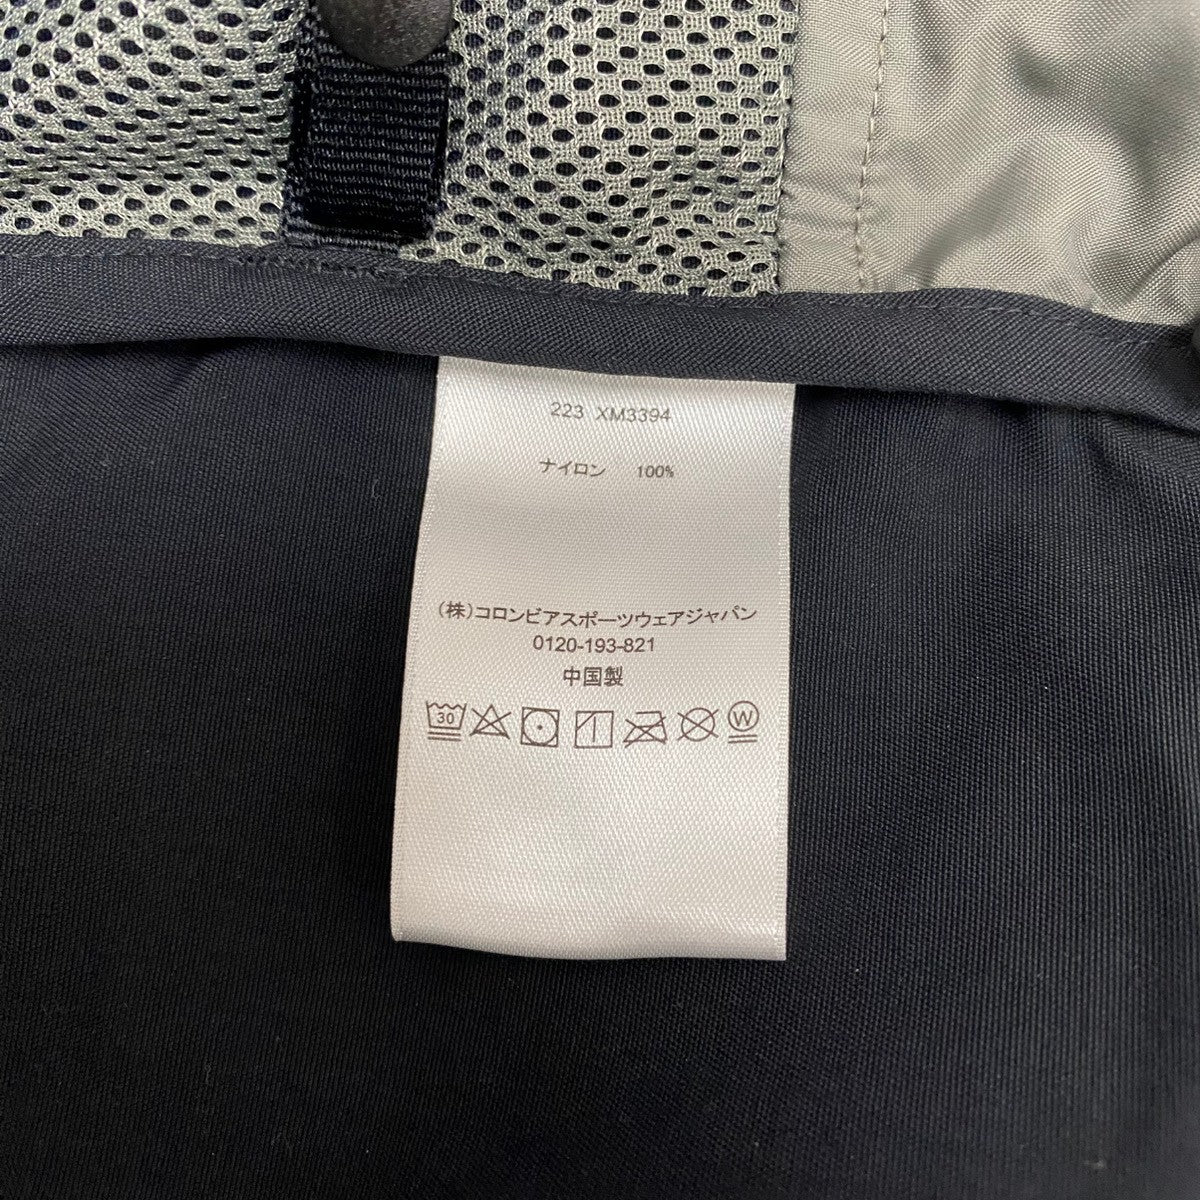 223 XM3394
ナイロン 100%
(株)コロンビアスポーツウェアジャパン
0120-193-821
中国製
30 W